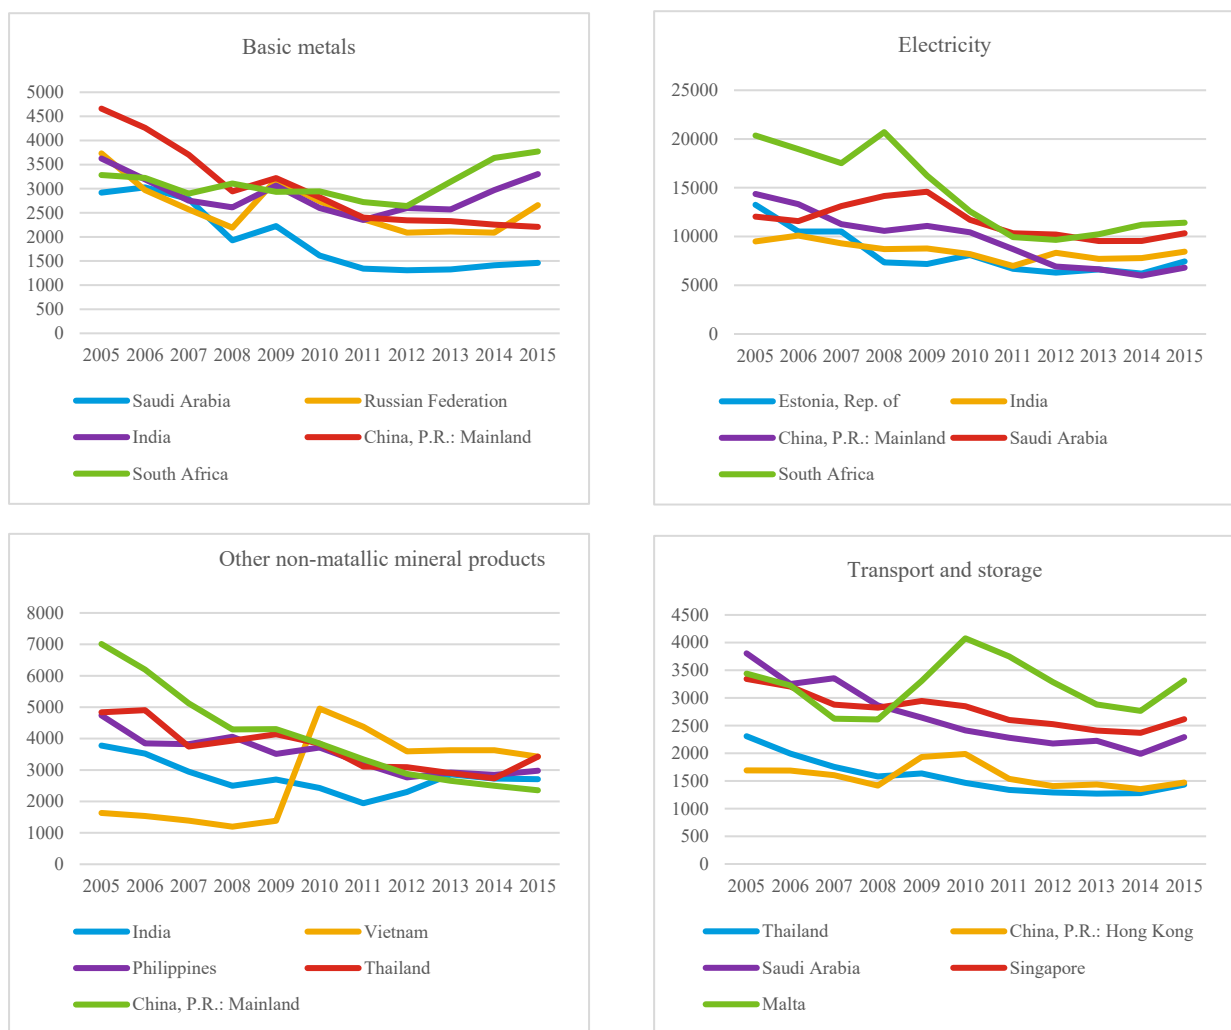 Basic metals
5000
4500
4000
3500
3000
2500
2000
1500
1000
500
0
2005 2006 2007 2008 2009 2010 2011 2012 2013 2014 2015
Saudi Arabia Russian Federation
India China, P.R.: Mainland
South Africa
Electricity
25000
20000
15000
10000
5000
0
2005 2006 2007 2008 2009 2010 2011 2012 2013 2014 2015
Estonia, Rep. of India
China, P.R.: Mainland Saudi Arabia
South Africa
Other non-matallic mineral products
8000
7000
6000
5000
4000
3000
2000
1000
0
2005 2006 2007 2008 2009 2010 2011 2012 2013 2014 2015
India Vietnam
Philippines Thailand
China, P.R.: Mainland
Transport and storage
4500
4000
3500
3000
2500
2000
1500
1000
500
0
2005 2006 2007 2008 2009 2010 2011 2012 2013 2014 2015
Thailand China, P.R.: Hong Kong
Saudi Arabia Singapore
Malta